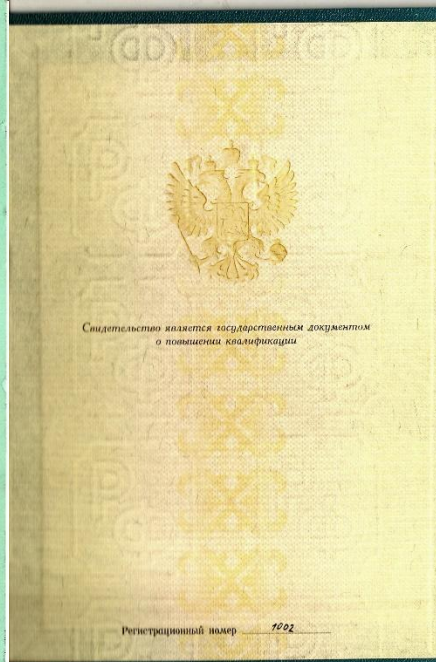 Свидетельство является государственным документом
о повышении квалификации
Регистрационный номер 1002